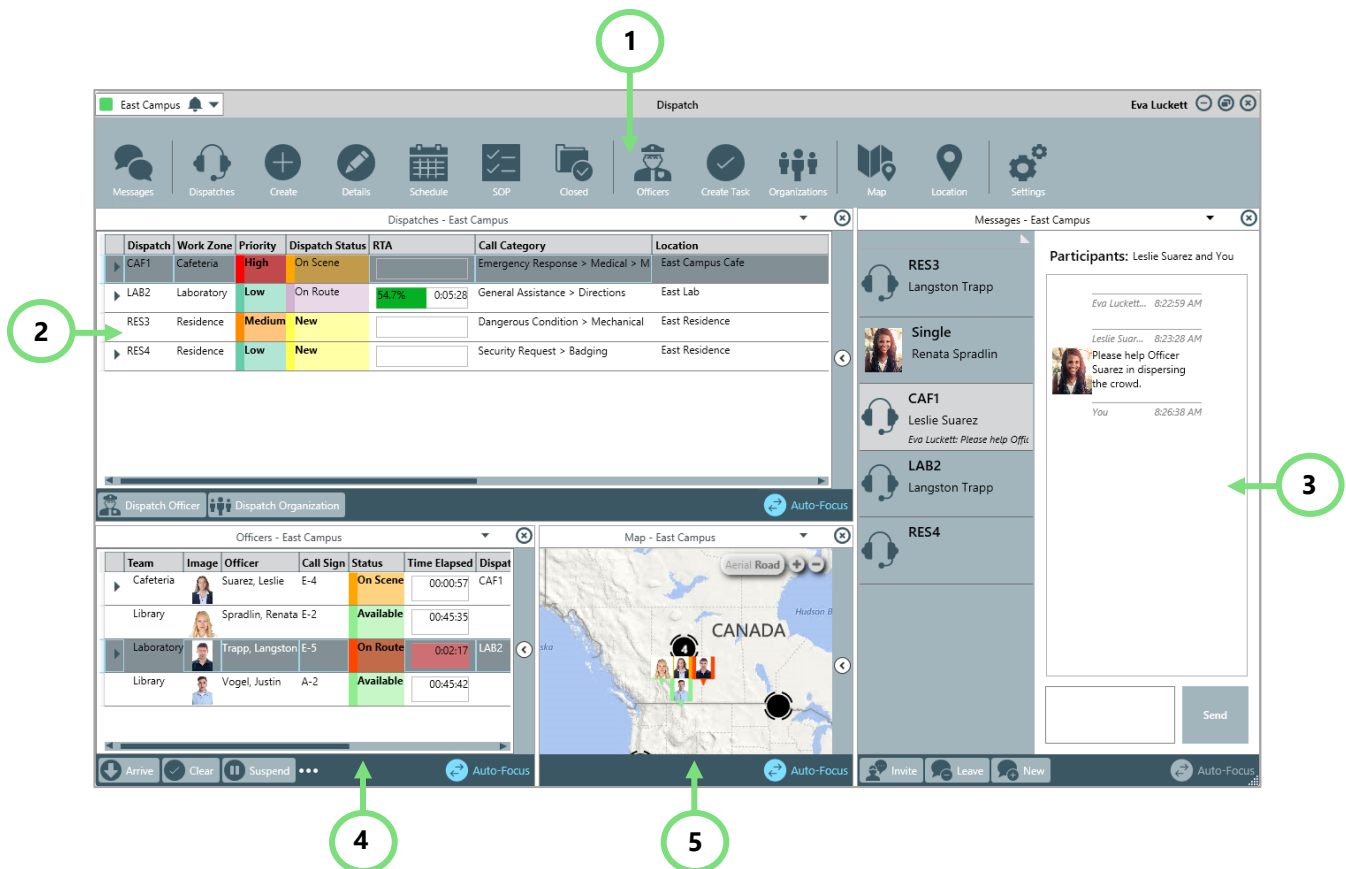 1
East Campus
Dispatch
Eva Luckett
Messages
Dispatches
Create
Details
Schedule
SOP
Closed
Officers
Create Task
Organizations
Map
Location
Settings
Dispatches - East Campus
Dispatch Work Zone Priority Dispatch Status RTA Call Category Location
CAF1 Cafeteria High On Scene Emergency Response > Medical > M East Campus Cafe
LAB2 Laboratory Low On Route 54.7% 0:05:28 General Assistance > Directions East Lab
RES3 Residence Medium New Dangerous Condition > Mechanical East Residence
RES4 Residence Low New Security Request > Badging East Residence
2
Dispatch Officer
Dispatch Organization
Auto-Focus
Messages - East Campus
RES3
Langston Trapp
Single
Renata Spradlin
CAF1
Leslie Suarez
Eva Luckett: Please help Offic
LAB2
Langston Trapp
RES4
Participants: Leslie Suarez and You
Eva Luckett... 8:22:59 AM
Leslie Suar... 8:23:28 AM
Please help Officer
Suarez in dispersing
the crowd.
You 8:26:38 AM
3
Send
Invite
Leave
New
Auto-Focus
Officers - East Campus
Team Image Officer Call Sign Status Time Elapsed Dispat
Cafeteria Suarez, Leslie E-4 On Scene 00:00:57 CAF1
Library Spradlin, Renata E-2 Available 00:45:35
Laboratory Trapp, Langston E-5 On Route 0:02:17 LAB2
Library Vogel, Justin A-2 Available 00:45:42
Arrive
Clear
Suspend
•••
Auto-Focus
4
Map - East Campus
Aerial Road
Hudson B
CANADA
ska
4
Auto-Focus
5